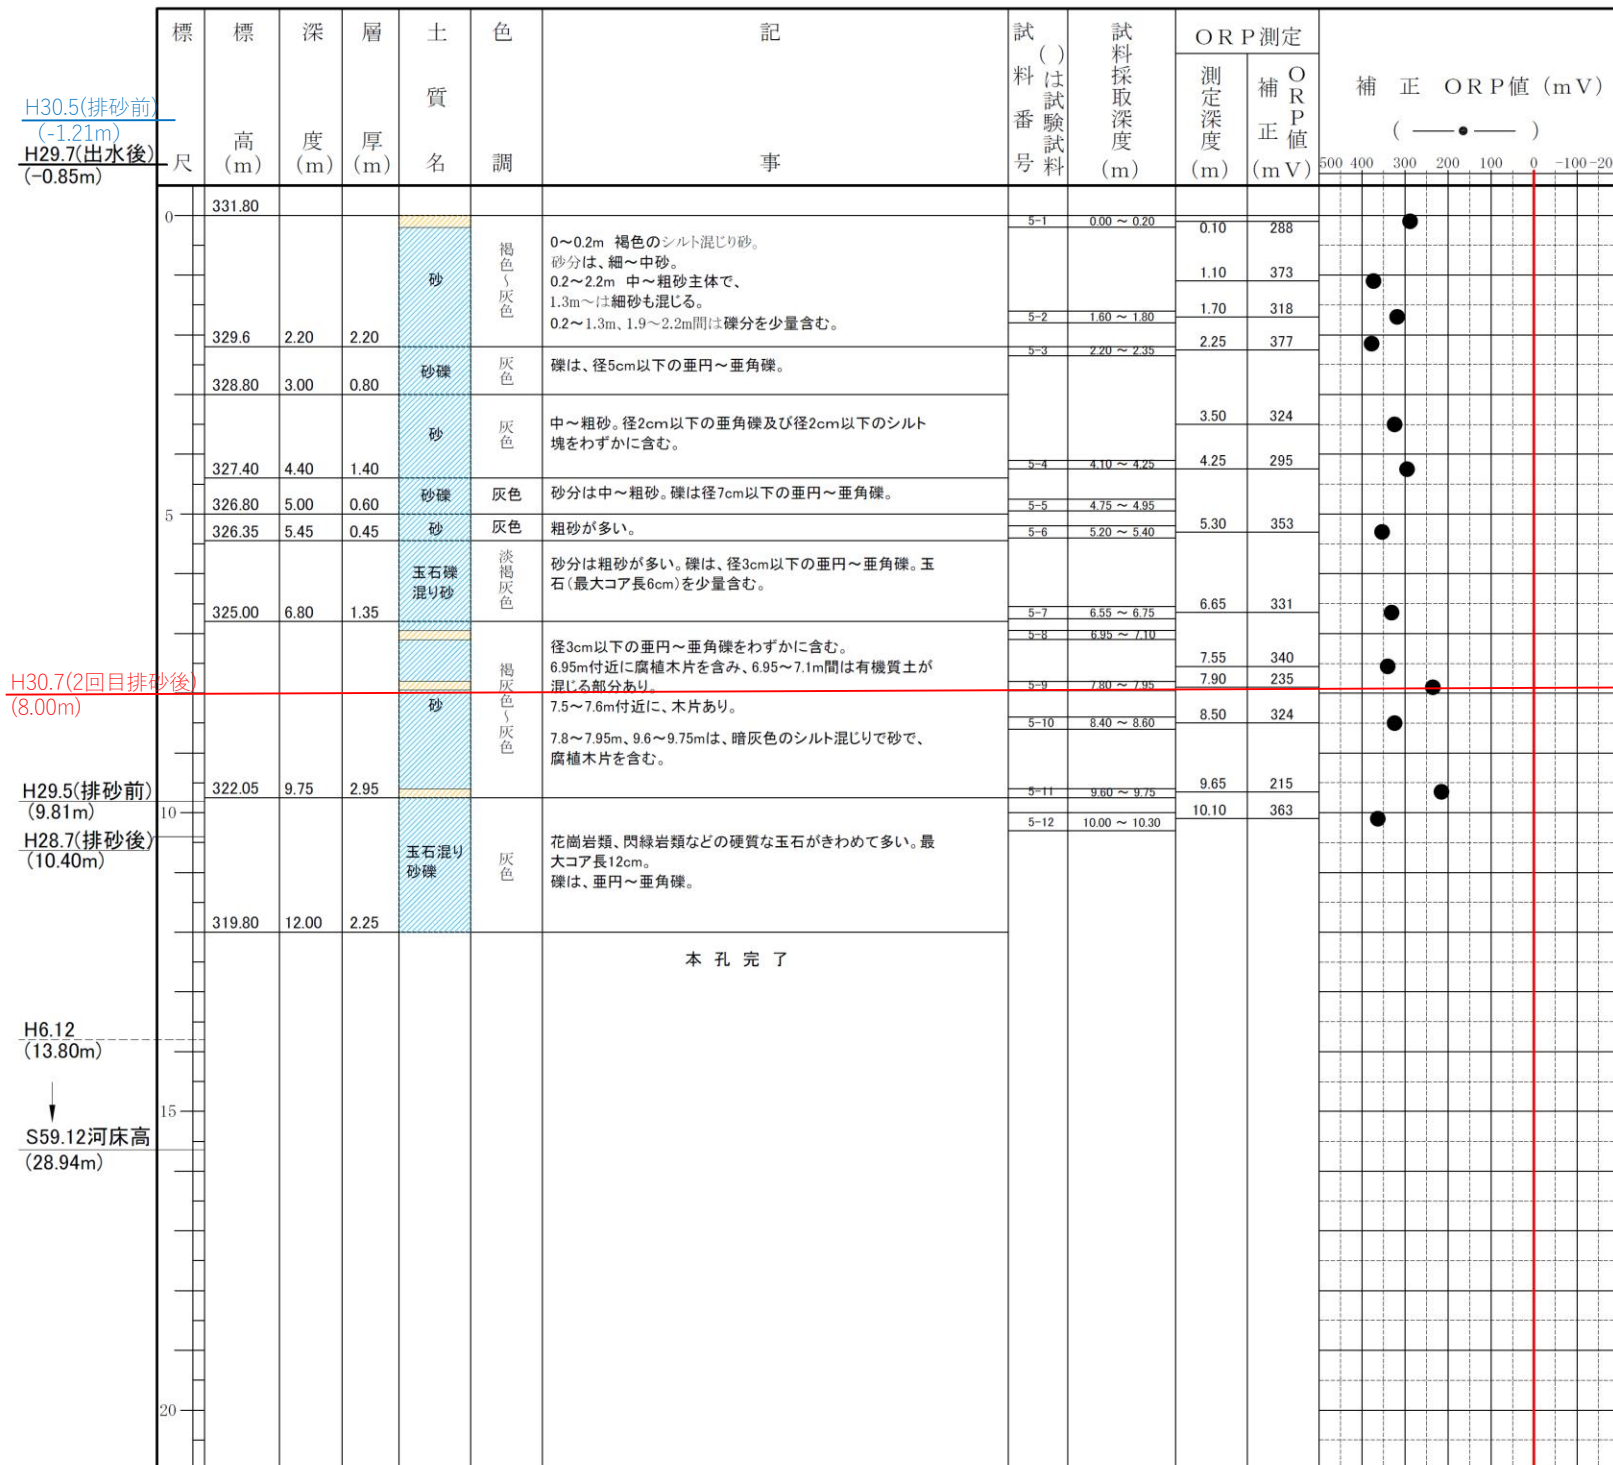 標尺
標高(m)
深度(m)
層厚(m)
土質名
色調
記事
試料番号
( )は試験試料
試料採取深度(m)
ORP測定
測定深度(m)
補正ORP値(mV)
補正 ORP値(mV)
( —●— )
500 400 300 200 100 0 -100 -20
H30.5(排砂前)
(-1.21m)
H29.7(出水後)
(-0.85m)
0
331.80
5-1 0.00 ~ 0.20
0.10 288
砂
褐色~灰色
0~0.2m 褐色のシルト混じり砂。
砂分は、細~中砂。
0.2~2.2m 中~粗砂主体で、
1.3m~は細砂も混じる。
0.2~1.3m、1.9~2.2m間は礫分を少量含む。
1.10 373
5-2 1.60 ~ 1.80
1.70 318
329.6 2.20 2.20
5-3 2.20 ~ 2.35
2.25 377
砂礫
灰色
礫は、径5cm以下の亜円~亜角礫。
328.80 3.00 0.80
砂
灰色
中~粗砂。径2cm以下の亜角礫及び径2cm以下のシルト
塊をわずかに含む。
3.50 324
327.40 4.40 1.40
5-4 4.10 ~ 4.25
4.25 295
砂礫
灰色
砂分は中~粗砂。礫は径7cm以下の亜円~亜角礫。
326.80 5.00 0.60
5-5 4.75 ~ 4.95
5
326.35 5.45 0.45
砂
灰色
粗砂が多い。
5-6 5.20 ~ 5.40
5.30 353
玉石礫
混り砂
淡褐灰色
砂分は粗砂が多い。礫は、径3cm以下の亜円~亜角礫。玉
石(最大コア長6cm)を少量含む。
325.00 6.80 1.35
5-7 6.55 ~ 6.75
6.65 331
5-8 6.95 ~ 7.10
砂
褐灰色~灰色
径3cm以下の亜円~亜角礫をわずかに含む。
6.95m付近に腐植木片を含み、6.95~7.1m間は有機質土が
混じる部分あり。
7.5~7.6m付近に、木片あり。
7.8~7.95m、9.6~9.75mは、暗灰色のシルト混じりで砂で、
腐植木片を含む。
7.55 340
5-9 7.80 ~ 7.95
7.90 235
H30.7(2回目排砂後)
(8.00m)
5-10 8.40 ~ 8.60
8.50 324
322.05 9.75 2.95
5-11 9.60 ~ 9.75
9.65 215
H29.5(排砂前)
(9.81m)
10
5-12 10.00 ~ 10.30
10.10 363
H28.7(排砂後)
(10.40m)
玉石混り
砂礫
灰色
花崗岩類、閃緑岩類などの硬質な玉石がきわめて多い。最
大コア長12cm。
礫は、亜円~亜角礫。
319.80 12.00 2.25
本 孔 完 了
H6.12
(13.80m)
15
S59.12河床高
(28.94m)
20